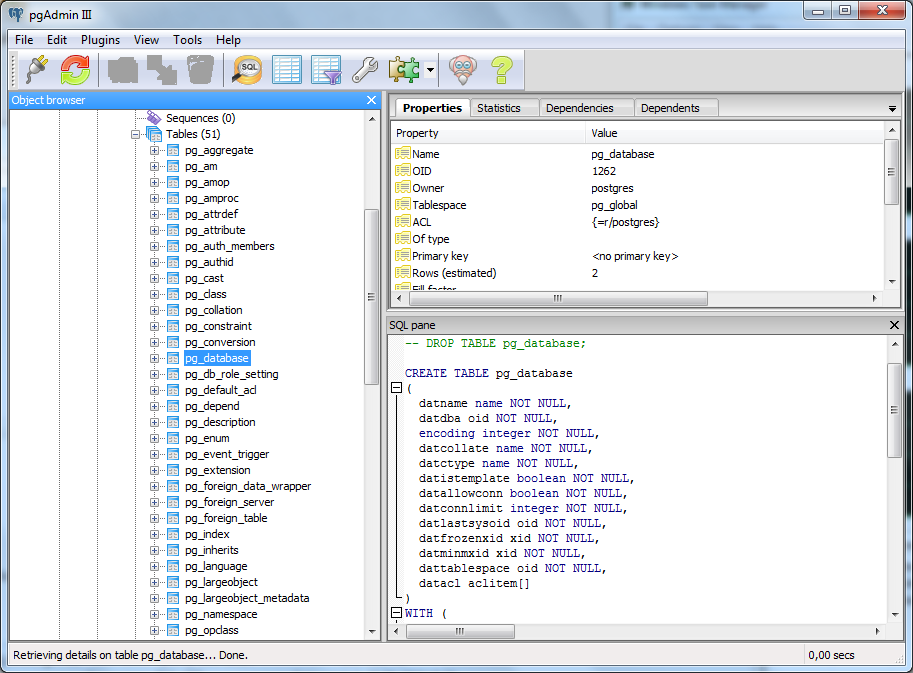 pgAdmin III
File Edit Plugins View Tools Help
SQL
Object browser
Sequences (0)
Tables (51)
pg_aggregate
pg_am
pg_amop
pg_amproc
pg_attrdef
pg_attribute
pg_auth_members
pg_authid
pg_cast
pg_class
pg_collation
pg_constraint
pg_conversion
pg_database
pg_db_role_setting
pg_default_acl
pg_depend
pg_description
pg_enum
pg_event_trigger
pg_extension
pg_foreign_data_wrapper
pg_foreign_server
pg_foreign_table
pg_index
pg_inherits
pg_language
pg_largeobject
pg_largeobject_metadata
pg_namespace
pg_opclass
Properties Statistics Dependencies Dependents
Property Value
Name pg_database
OID 1262
Owner postgres
Tablespace pg_global
ACL {=r/postgres}
Of type
Primary key <no primary key>
Rows (estimated) 2
Fill factor
SQL pane
-- DROP TABLE pg_database;
CREATE TABLE pg_database
(
datname name NOT NULL,
datdba oid NOT NULL,
encoding integer NOT NULL,
datcollate name NOT NULL,
datctype name NOT NULL,
datistemplate boolean NOT NULL,
datallowconn boolean NOT NULL,
datconnlimit integer NOT NULL,
datlastsysoid oid NOT NULL,
datfrozenxid xid NOT NULL,
datminmxid xid NOT NULL,
dattablespace oid NOT NULL,
datacl aclitem[]
)
WITH (
Retrieving details on table pg_database... Done. 0,00 secs